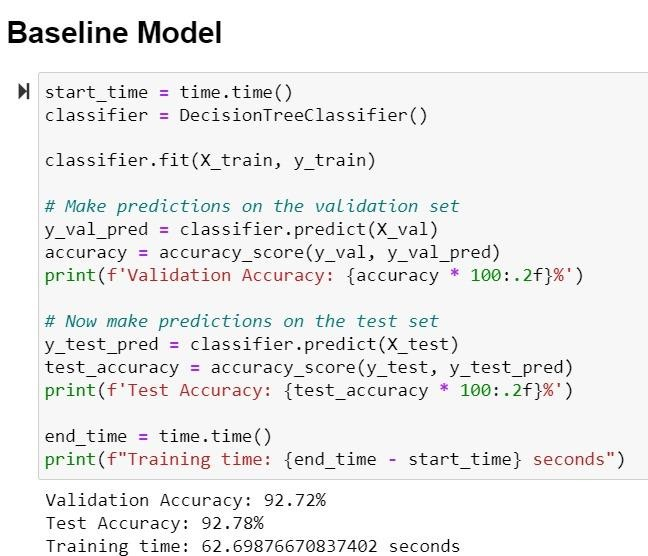 Baseline Model
start_time = time.time()
classifier = DecisionTreeClassifier()
classifier.fit(X_train, y_train)
# Make predictions on the validation set
y_val_pred = classifier.predict(X_val)
accuracy = accuracy_score(y_val, y_val_pred)
print(f'Validation Accuracy: {accuracy * 100:.2f}%')
# Now make predictions on the test set
y_test_pred = classifier.predict(X_test)
test_accuracy = accuracy_score(y_test, y_test_pred)
print(f'Test Accuracy: {test_accuracy * 100:.2f}%')
end_time = time.time()
print(f"Training time: {end_time - start_time} seconds")
Validation Accuracy: 92.72%
Test Accuracy: 92.78%
Training time: 62.69876670837402 seconds